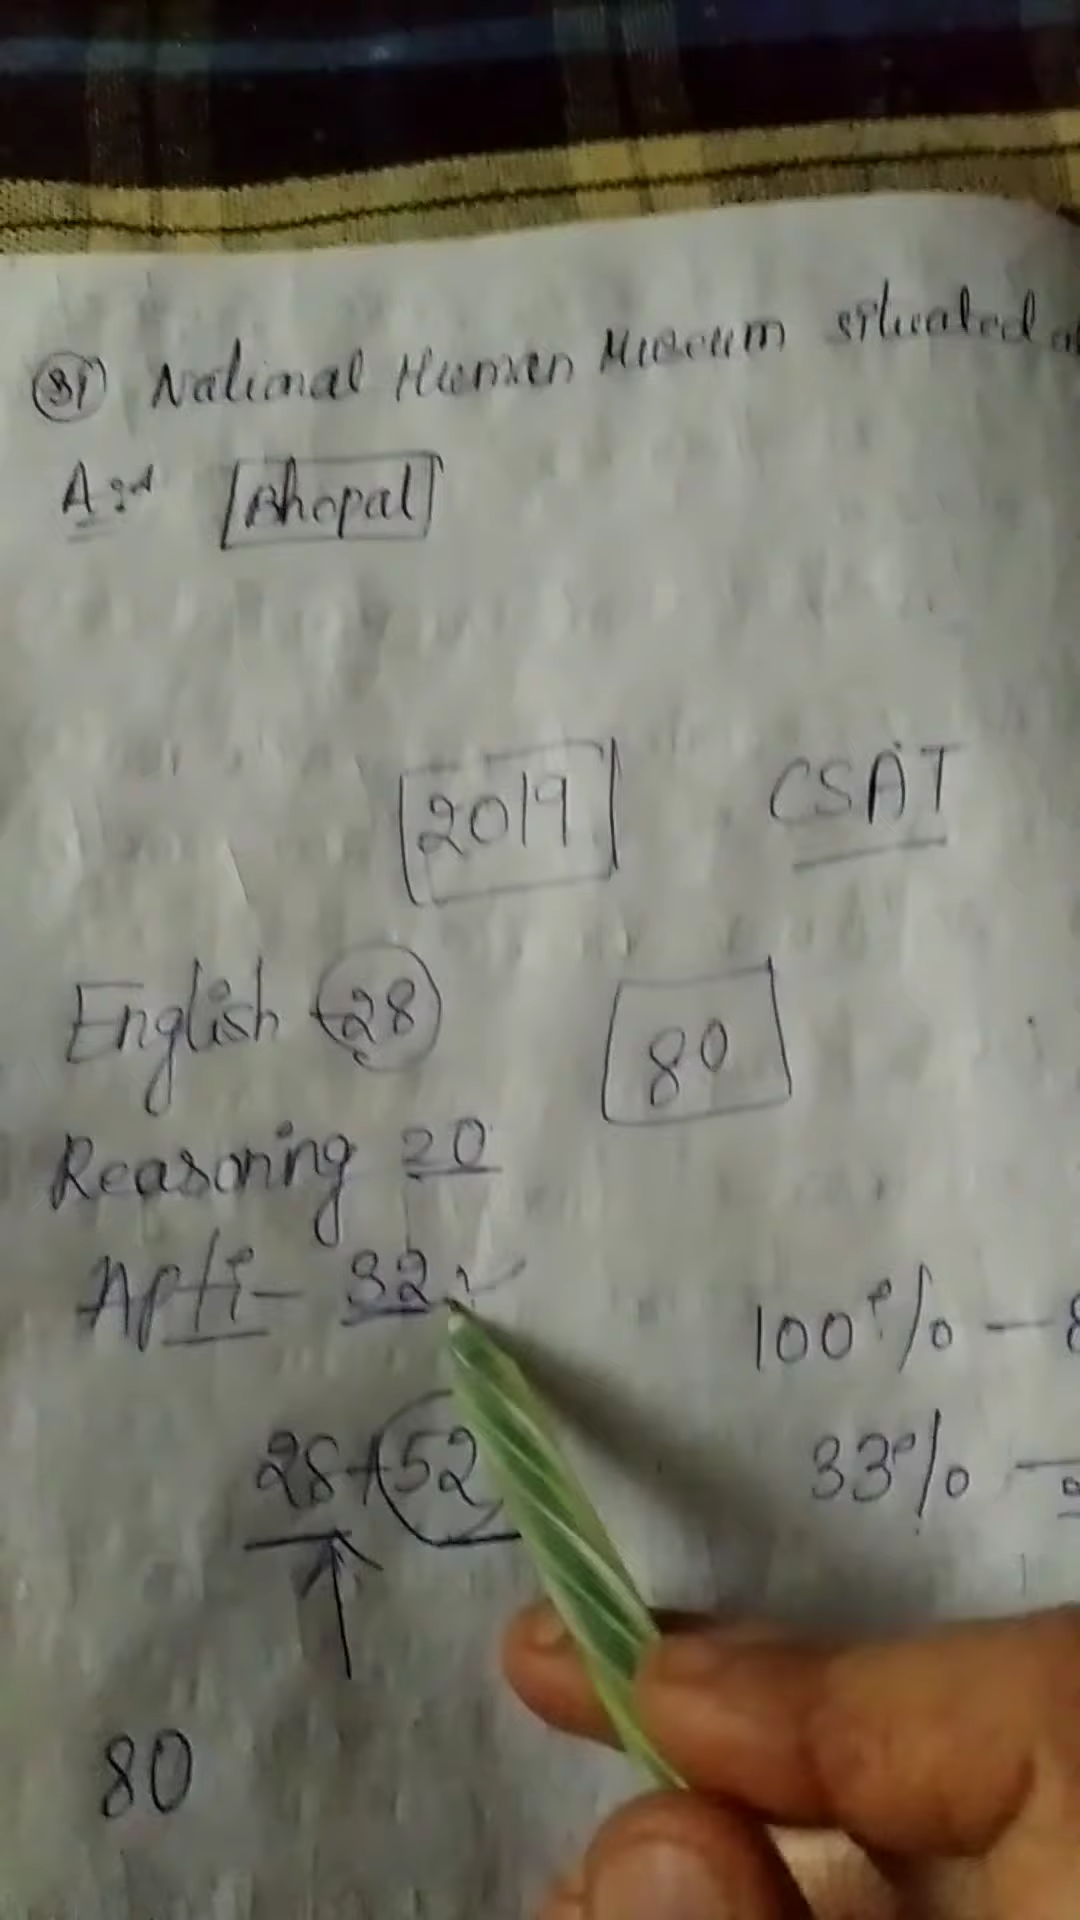 31 National Human Museum situated
Ans Bhopal
2019 CSAT
English - 28
80
Reasoning 20
Apti - 32
100% -
28+52
33% -
80